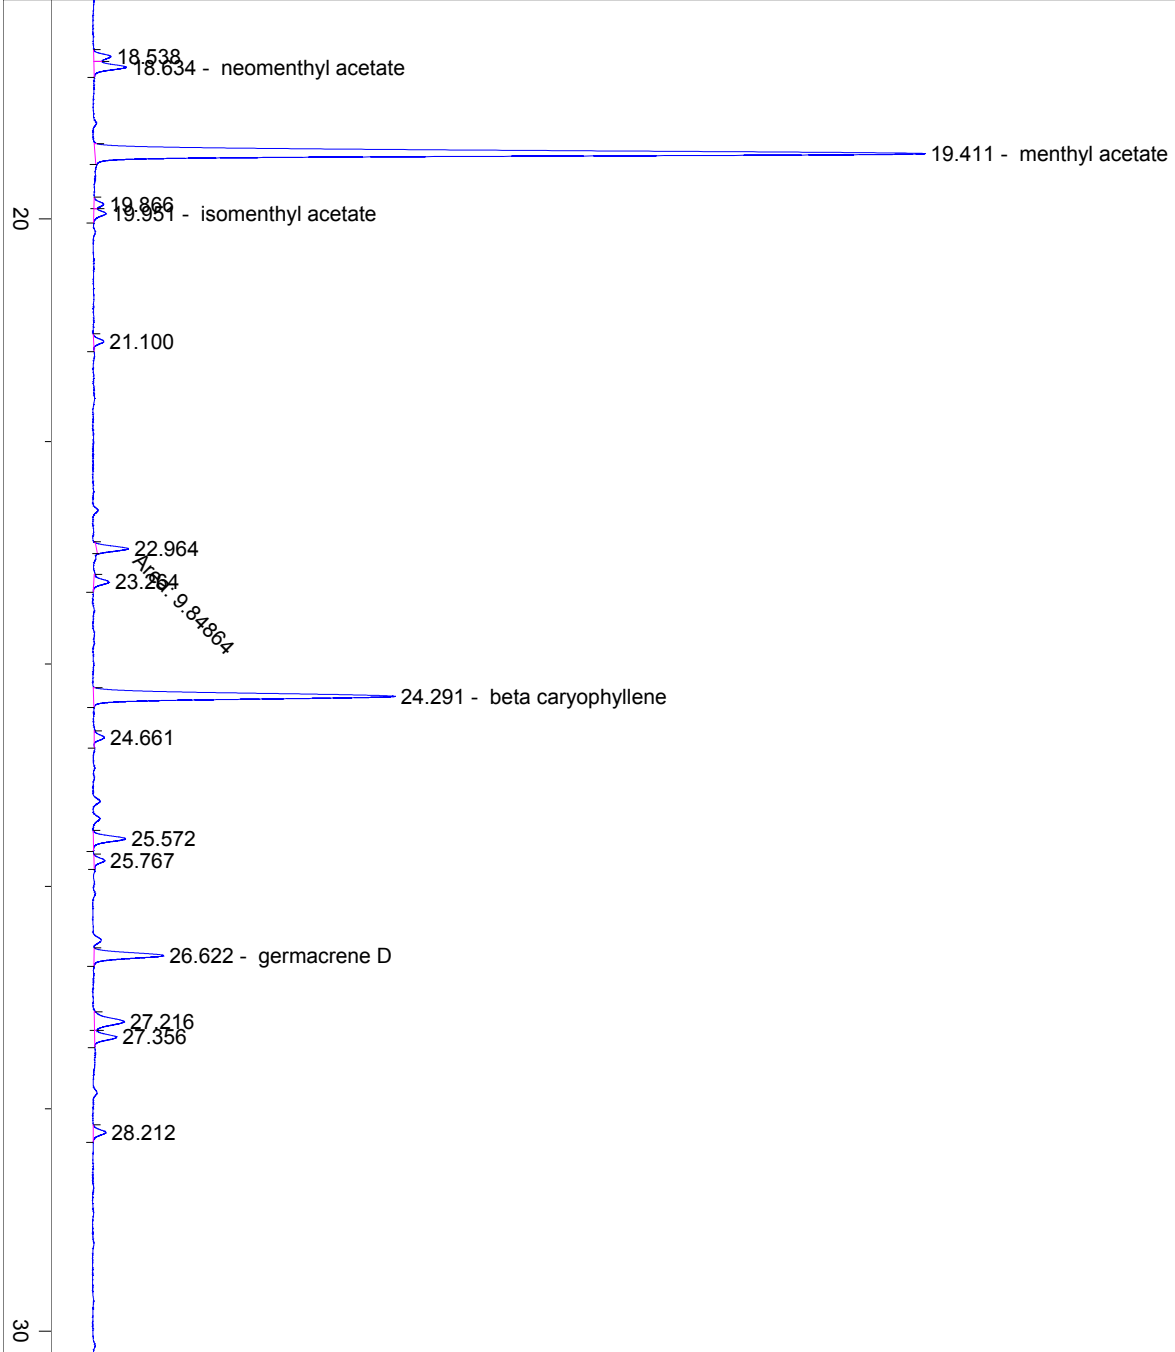 18.538
18.634 - neomenthyl acetate
19.411 - menthyl acetate
19.866
19.951 - isomenthyl acetate
20
21.100
22.964
Area: 9.84864
23.264
24.291 - beta caryophyllene
24.661
25.572
25.767
26.622 - germacrene D
27.216
27.356
28.212
30